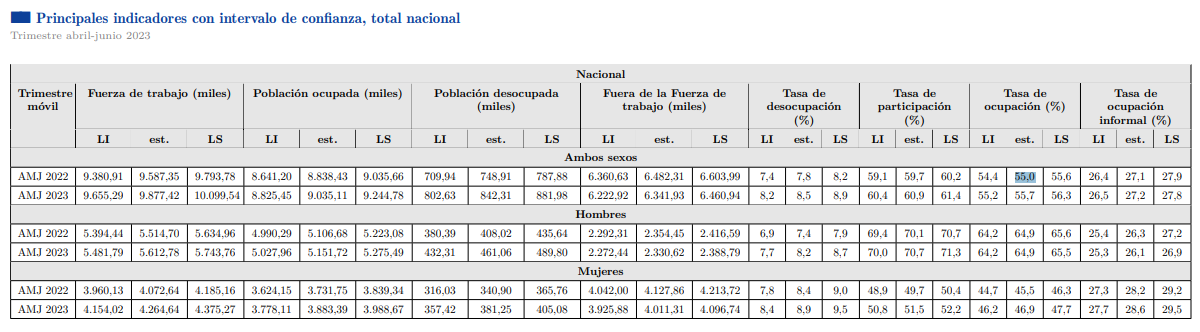 Principales indicadores con intervalo de confianza, total nacional
Trimestre abril-junio 2023
Nacional
Trimestre móvil Fuerza de trabajo (miles) Población ocupada (miles) Población desocupada (miles) Fuera de la Fuerza de trabajo (miles) Tasa de desocupación (%) Tasa de participación (%) Tasa de ocupación (%) Tasa de ocupación informal (%)
LI est. LS LI est. LS LI est. LS LI est. LS LI est. LS LI est. LS LI est. LS LI est. LS
Ambos sexos
AMJ 2022 9.380,91 9.587,35 9.793,78 8.641,20 8.838,43 9.035,66 709,94 748,91 787,88 6.360,63 6.482,31 6.603,99 7,4 7,8 8,2 59,1 59,7 60,2 54,4 55,0 55,6 26,4 27,1 27,9
AMJ 2023 9.655,29 9.877,42 10.099,54 8.825,45 9.035,11 9.244,78 802,63 842,31 881,98 6.222,92 6.341,93 6.460,94 8,2 8,5 8,9 60,4 60,9 61,4 55,2 55,7 56,3 26,5 27,2 27,8
Hombres
AMJ 2022 5.394,44 5.514,70 5.634,96 4.990,29 5.106,68 5.223,08 380,39 408,02 435,64 2.292,31 2.354,45 2.416,59 6,9 7,4 7,9 69,4 70,1 70,7 64,2 64,9 65,6 25,4 26,3 27,2
AMJ 2023 5.481,79 5.612,78 5.743,76 5.027,96 5.151,72 5.275,49 432,31 461,06 489,80 2.272,44 2.330,62 2.388,79 7,7 8,2 8,7 70,0 70,7 71,3 64,2 64,9 65,5 25,3 26,1 26,9
Mujeres
AMJ 2022 3.960,13 4.072,64 4.185,16 3.624,15 3.731,75 3.839,34 316,03 340,90 365,76 4.042,00 4.127,86 4.213,72 7,8 8,4 9,0 48,9 49,7 50,4 44,7 45,5 46,3 27,3 28,2 29,2
AMJ 2023 4.154,02 4.264,64 4.375,27 3.778,11 3.883,39 3.988,67 357,42 381,25 405,08 3.925,88 4.011,31 4.096,74 8,4 8,9 9,5 50,8 51,5 52,2 46,2 46,9 47,7 27,7 28,6 29,5